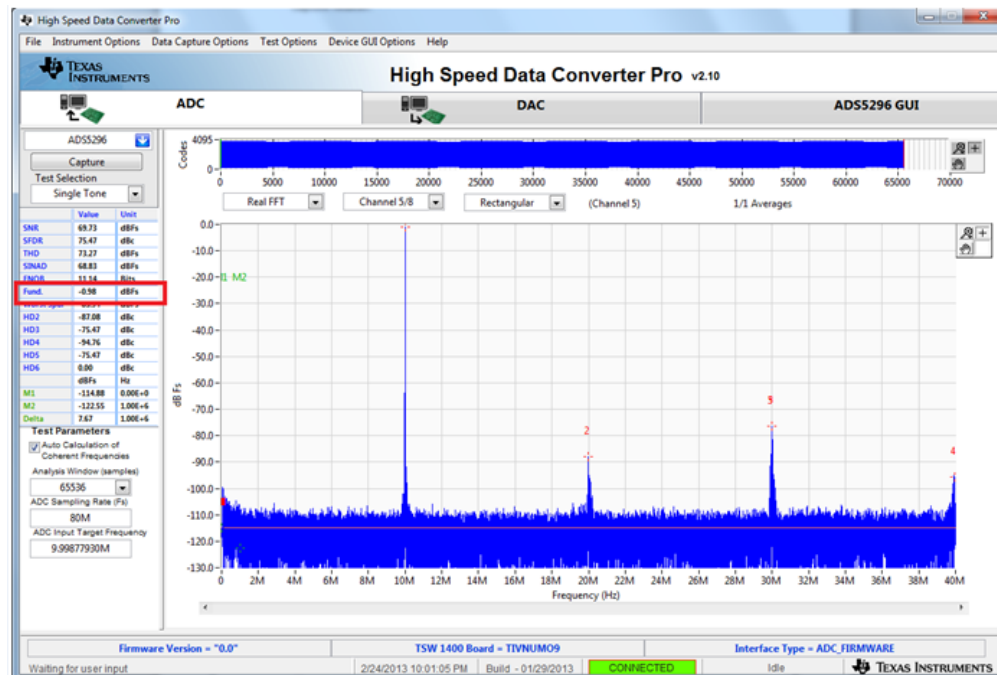 High Speed Data Converter Pro
File Instrument Options Data Capture Options Test Options Device GUI Options Help
TEXAS INSTRUMENTS
High Speed Data Converter Pro v2.10
ADC
DAC
ADS5296 GUI
ADS5296
Capture
Test Selection
Single Tone
Value Unit
SNR 69.73 dBFs
SFDR 75.47 dBc
THD 73.27 dBFs
SINAD 68.83 dBFs
ENOB 11.14 Bits
Fund. -0.98 dBFs
HD2 -87.08 dBc
HD3 -75.47 dBc
HD4 -94.76 dBc
HD5 -75.47 dBc
HD6 0.00 dBc
dBFs Hz
M1 -114.88 0.00E+0
M2 -122.55 1.00E+6
Delta 7.67 1.00E+6
Test Parameters
Auto Calculation of
Coherent Frequencies
Analysis Window (samples)
65536
ADC Sampling Rate (Fs)
80M
ADC Input Target Frequency
9.99877930M
Codes
4095
0
0 5000 10000 15000 20000 25000 30000 35000 40000 45000 50000 55000 60000 65000 70000
Real FFT
Channel 5/8
Rectangular
(Channel 5)
1/1 Averages
dB Fs
0.0
-10.0
-20.0
-30.0
-40.0
-50.0
-60.0
-70.0
-80.0
-90.0
-100.0
-110.0
-120.0
-130.0
M2
2
4
0 2M 4M 6M 8M 10M 12M 14M 16M 18M 20M 22M 24M 26M 28M 30M 32M 34M 36M 38M 40M
Frequency (Hz)
Firmware Version = "0.0"
TSW 1400 Board = TIVNUMO9
Interface Type = ADC_FIRMWARE
Waiting for user input
2/24/2013 10:01:05 PM
Build - 01/29/2013
CONNECTED
Idle
TEXAS INSTRUMENTS